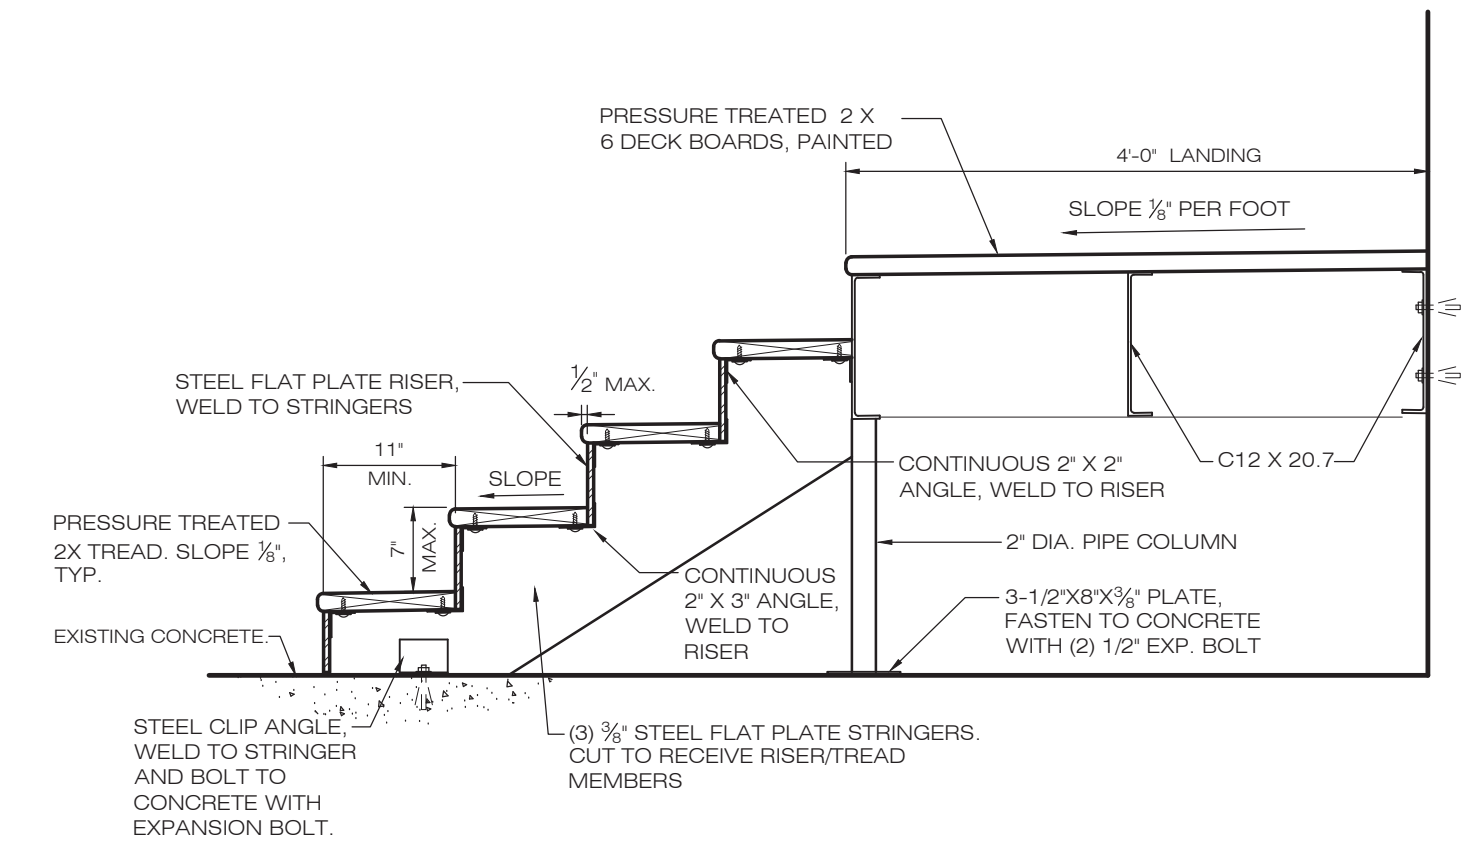 PRESSURE TREATED 2 X
6 DECK BOARDS, PAINTED
4'-0" LANDING
SLOPE ⅛" PER FOOT
STEEL FLAT PLATE RISER,
WELD TO STRINGERS
½" MAX.
11"
MIN.
SLOPE
CONTINUOUS 2" X 2"
ANGLE, WELD TO RISER
C12 X 20.7
PRESSURE TREATED
2X TREAD. SLOPE ⅛",
TYP.
7"
MAX.
2" DIA. PIPE COLUMN
CONTINUOUS
2" X 3" ANGLE,
WELD TO
RISER
3-1/2"X8"X⅜" PLATE,
FASTEN TO CONCRETE
WITH (2) 1/2" EXP. BOLT
EXISTING CONCRETE.
STEEL CLIP ANGLE,
WELD TO STRINGER
AND BOLT TO
CONCRETE WITH
EXPANSION BOLT.
(3) ⅜" STEEL FLAT PLATE STRINGERS.
CUT TO RECEIVE RISER/TREAD
MEMBERS